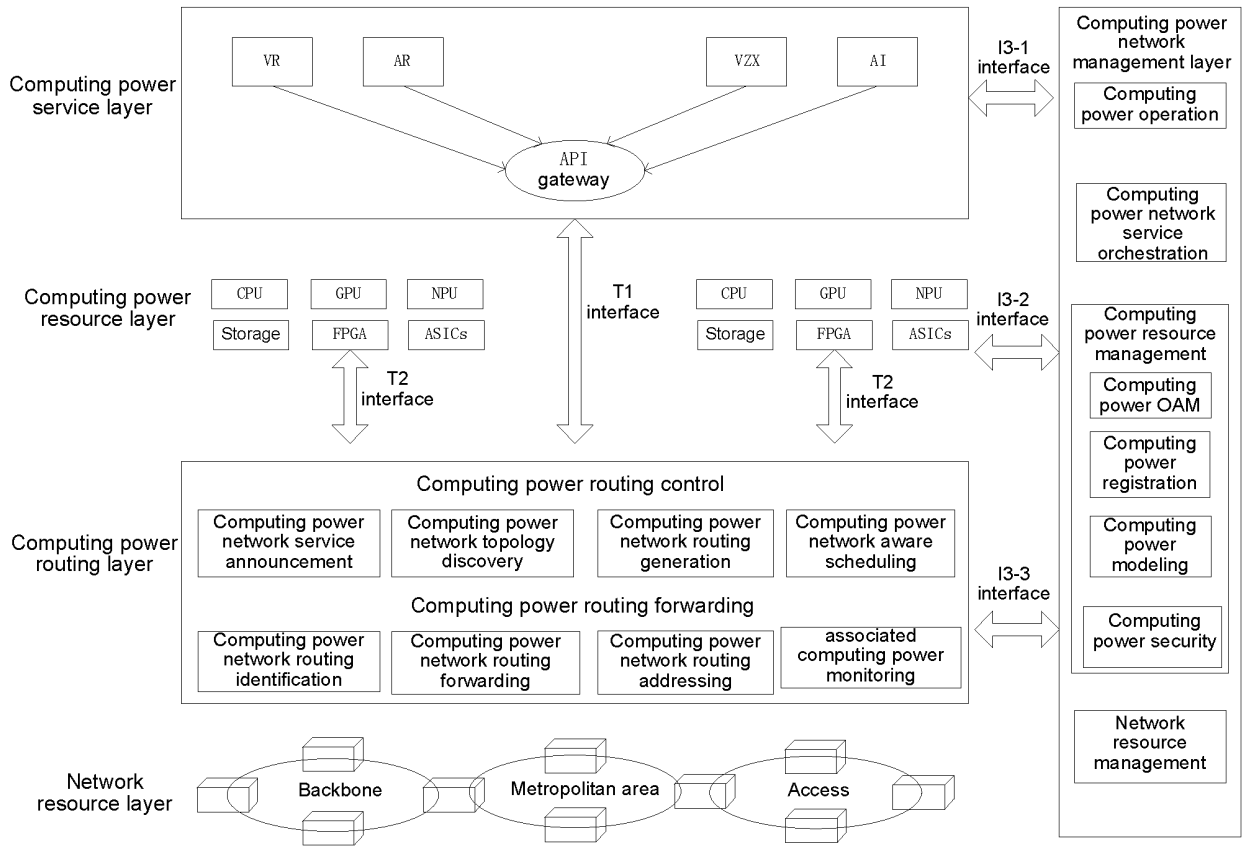 Computing power
service layer
VR
AR
VZX
AI
API
gateway
I3-1
interface
Computing power
network
management layer
Computing
power operation
Computing
power network
service
orchestration
Computing power
resource layer
CPU
GPU
NPU
Storage
FPGA
ASICs
T1
interface
CPU
GPU
NPU
Storage
FPGA
ASICs
I3-2
interface
T2
interface
T2
interface
Computing
power resource
management
Computing
power OAM
Computing
power
registration
Computing
power
modeling
Computing
power security
Computing power
routing layer
Computing power routing control
Computing power
network service
announcement
Computing power
network topology
discovery
Computing power
network routing
generation
Computing power
network aware
scheduling
Computing power routing forwarding
Computing power
network routing
identification
Computing power
network routing
forwarding
Computing power
network routing
addressing
associated
computing power
monitoring
I3-3
interface
Network
resource
management
Network
resource layer
Backbone
Metropolitan area
Access